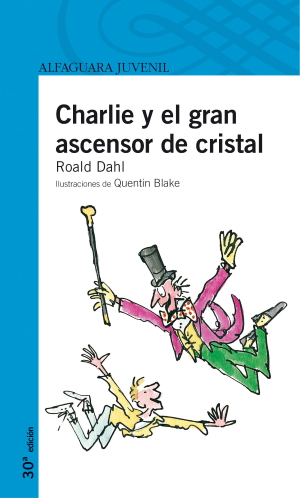 ALFAGUARA JUVENIL
Charlie y el gran
ascensor de cristal
Roald Dahl
Ilustraciones de Quentin Blake
30ª edición